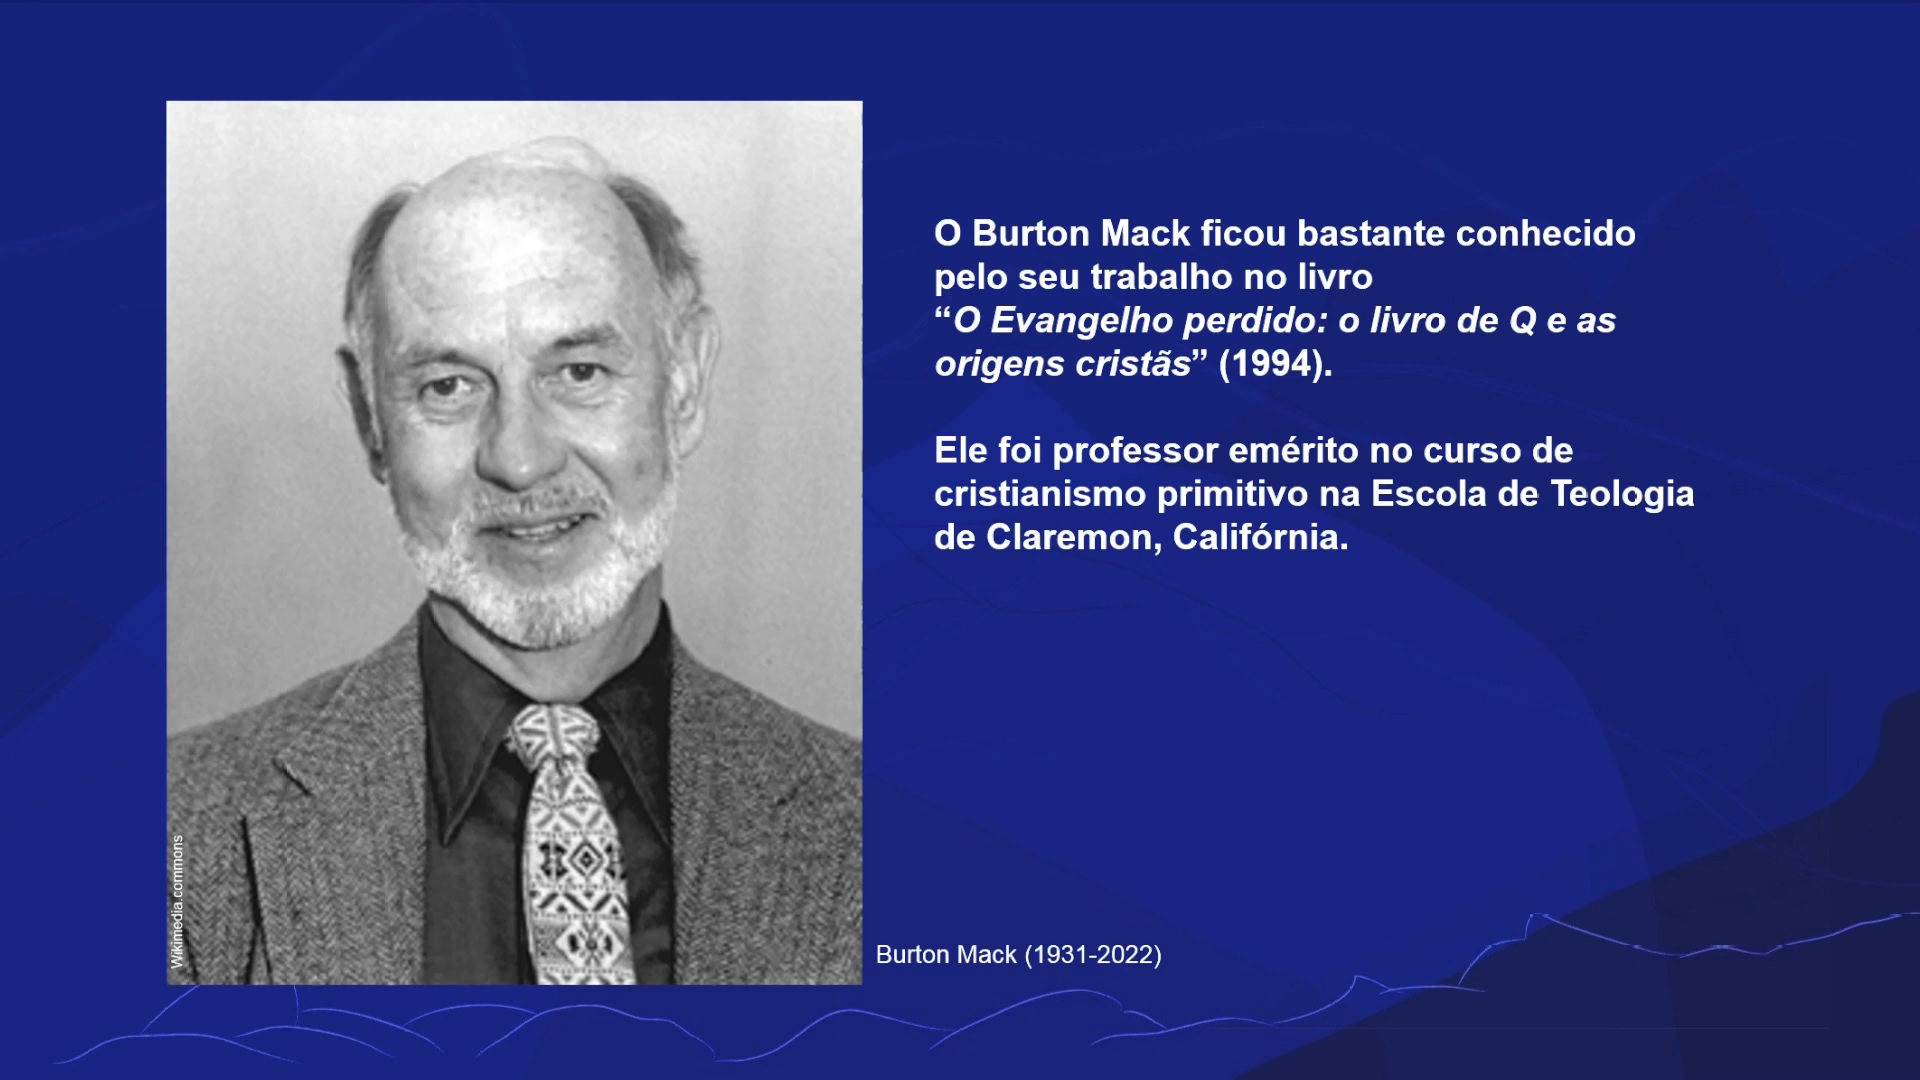 O Burton Mack ficou bastante conhecido
pelo seu trabalho no livro
“O Evangelho perdido: o livro de Q e as
origens cristãs” (1994).
Ele foi professor emérito no curso de
cristianismo primitivo na Escola de Teologia
de Claremon, Califórnia.
Wikimedia.commons
Burton Mack (1931-2022)